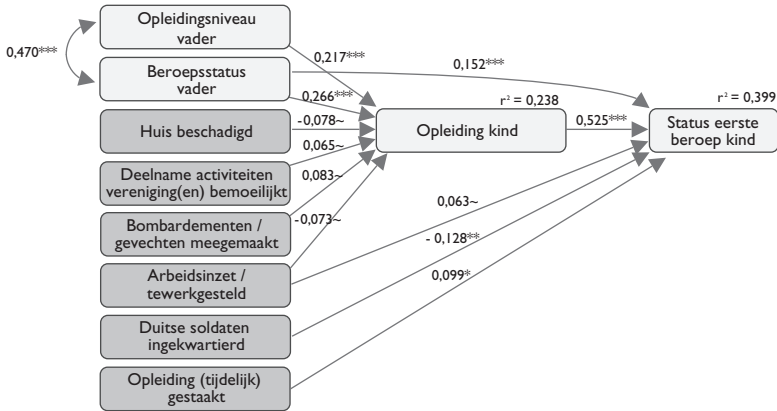 Opleidingsniveau
vader
0,470***
0,217***
Beroepsstatus
vader
0,152***
0,266***
r² = 0,238
r² = 0,399
Huis beschadigd
-0,078~
Opleiding kind
0,525***
Status eerste
beroep kind
0,065~
Deelname activiteiten
vereniging(en) bemoeilijkt
0,083~
Bombardementen /
gevechten meegemaakt
-0,073~
0,063~
Arbeidsinzet /
tewerkgesteld
- 0,128**
0,099*
Duitse soldaten
ingekwartierd
Opleiding (tijdelijk)
gestaakt